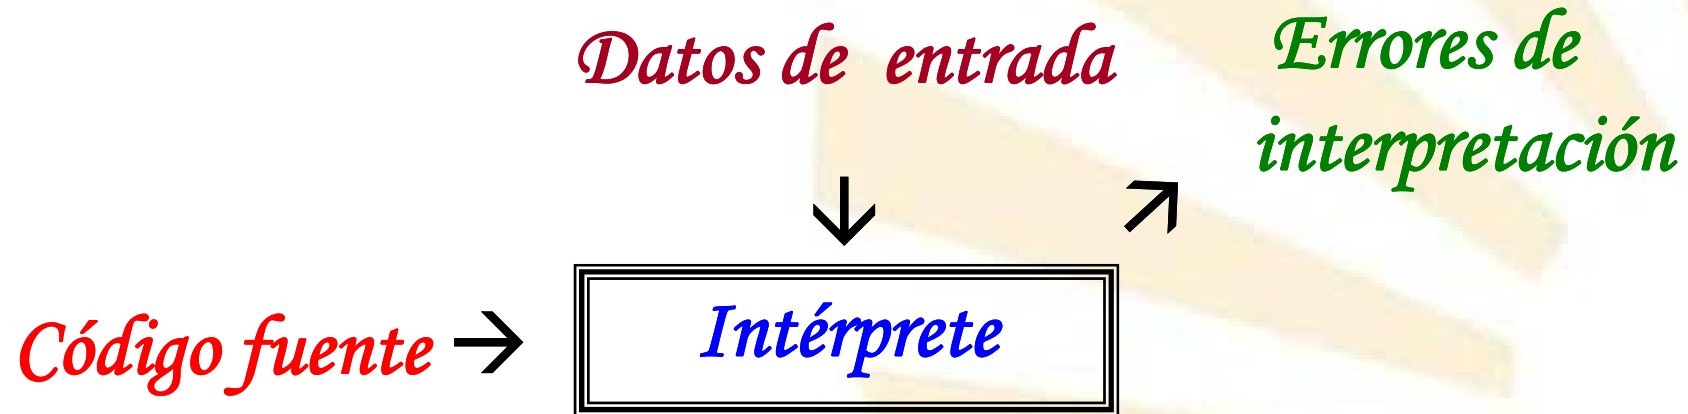 Datos de entrada
Errores de
interpretación
Código fuente → Intérprete